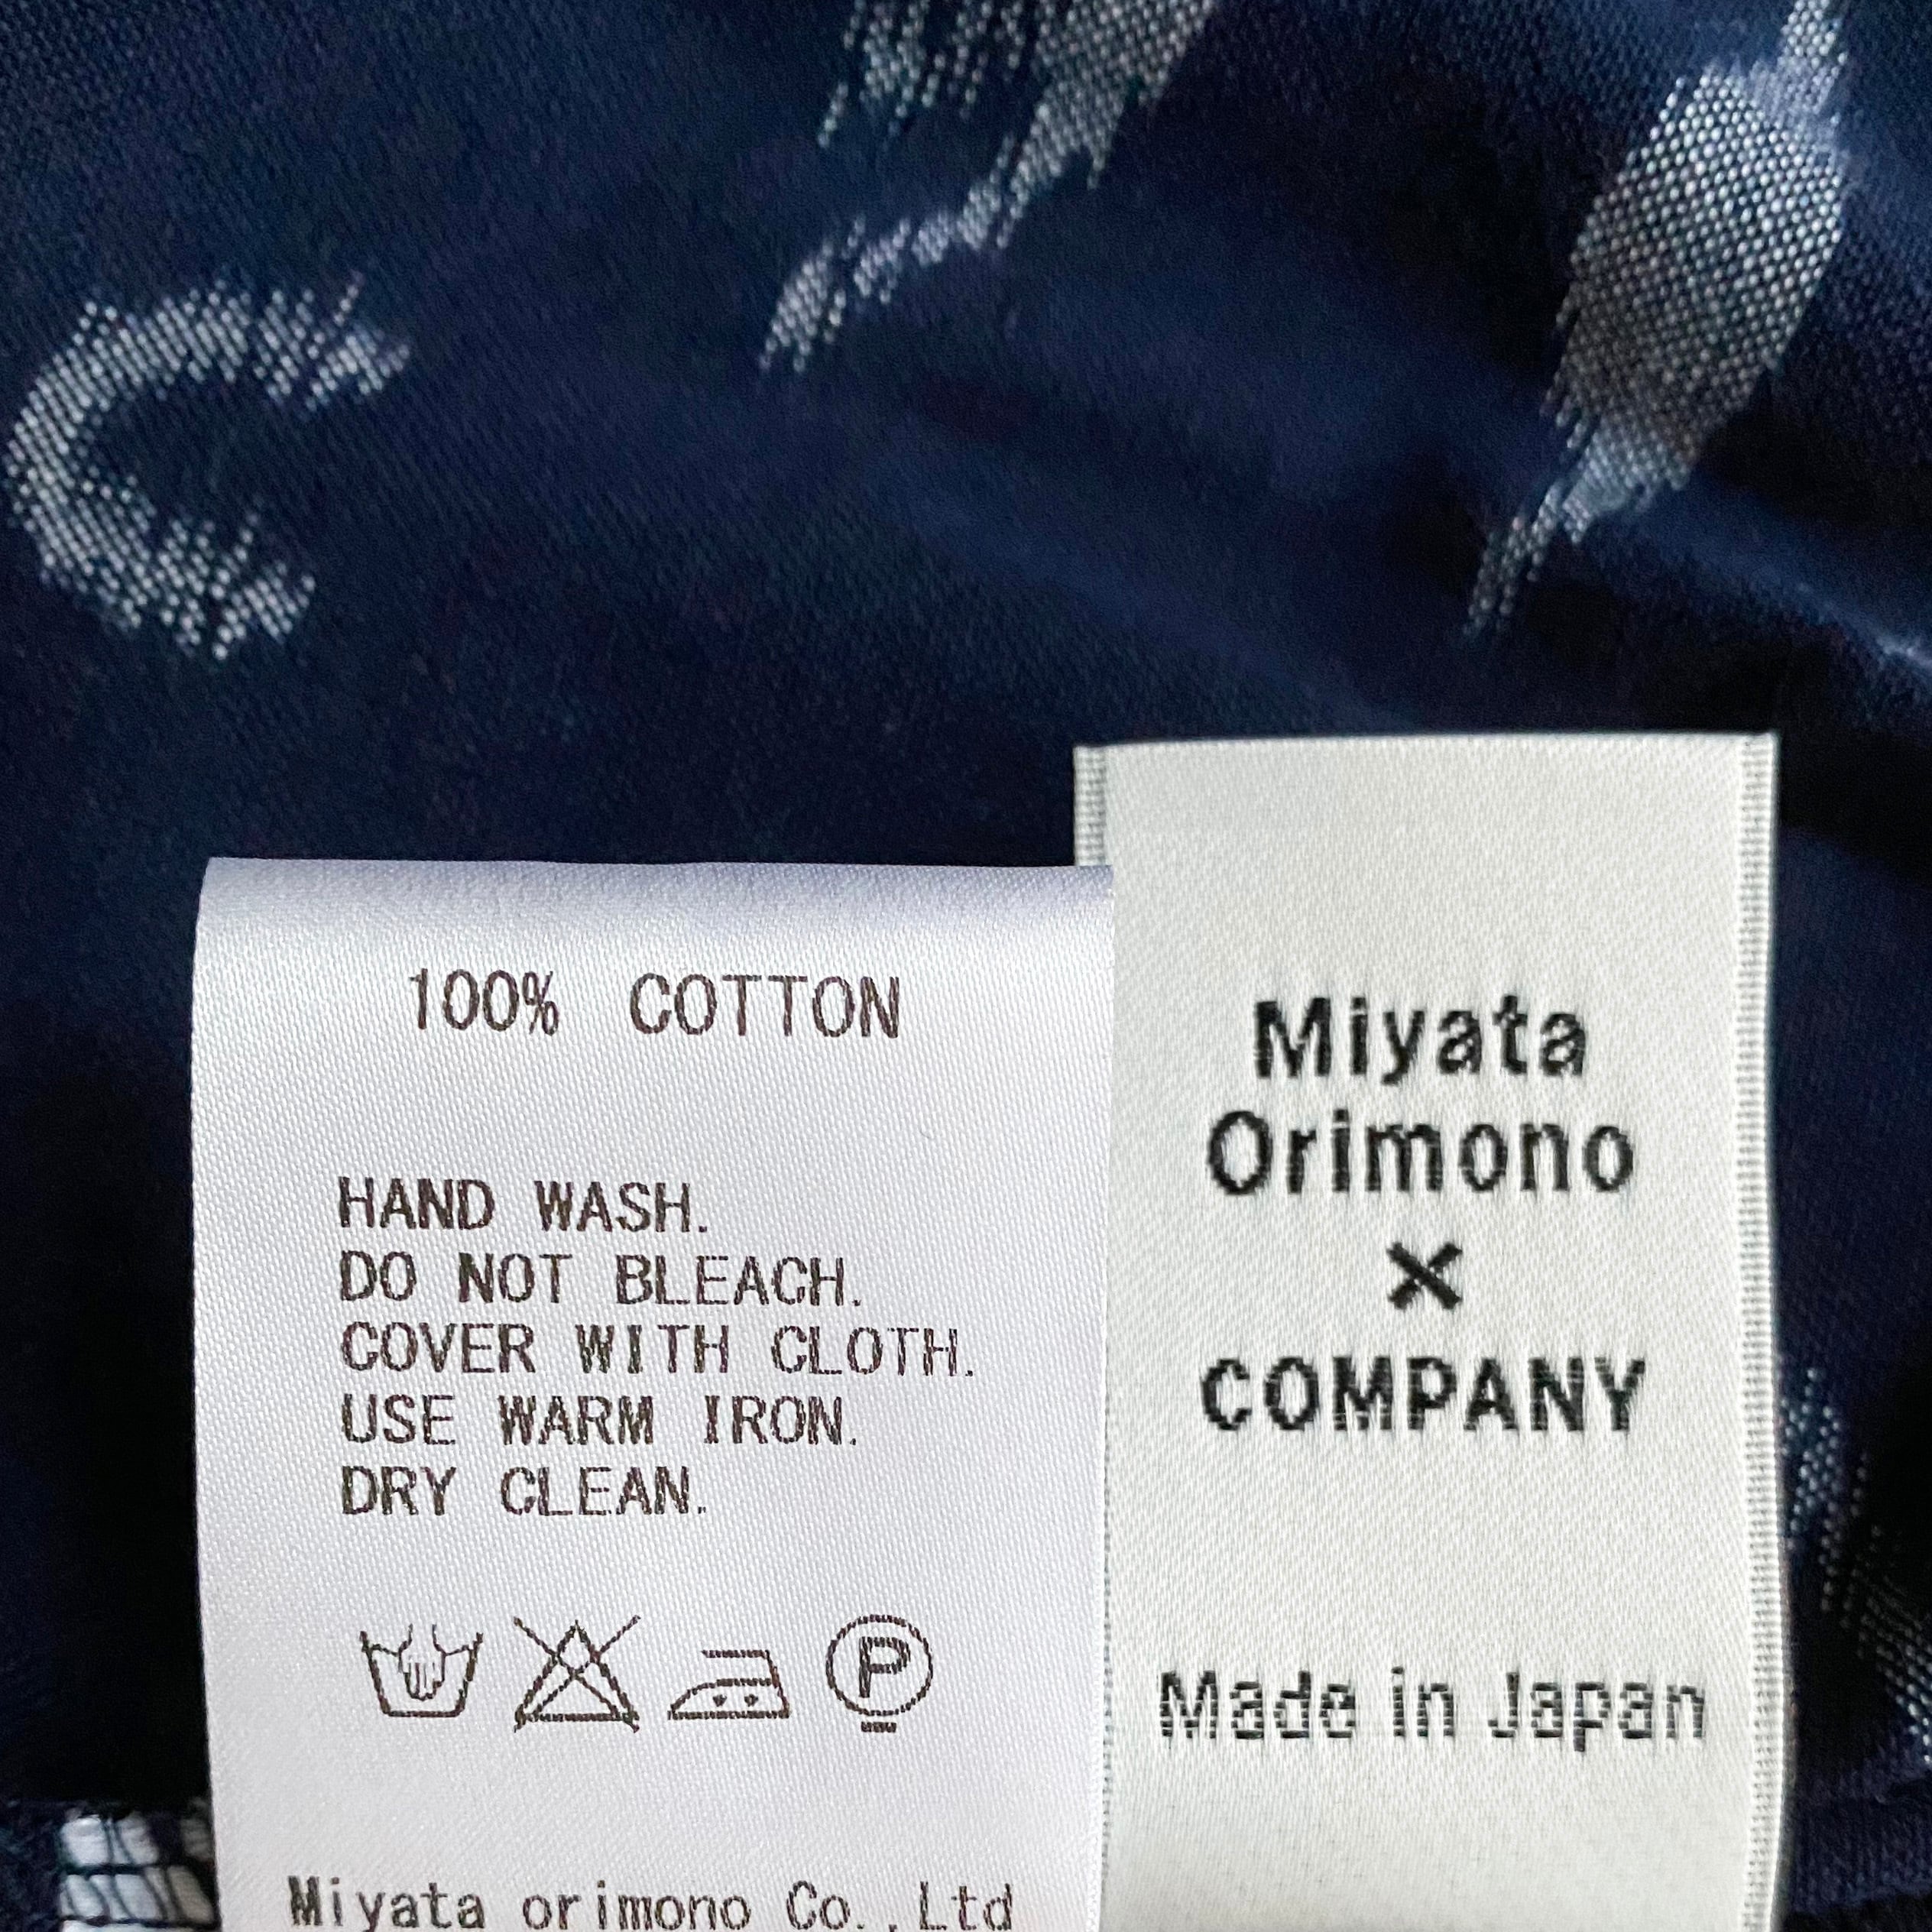 100% COTTON
HAND WASH.
DO NOT BLEACH.
COVER WITH CLOTH.
USE WARM IRON.
DRY CLEAN.
P
Miyata orimono Co.,Ltd
Miyata
Orimono
×
COMPANY
Made in Japan